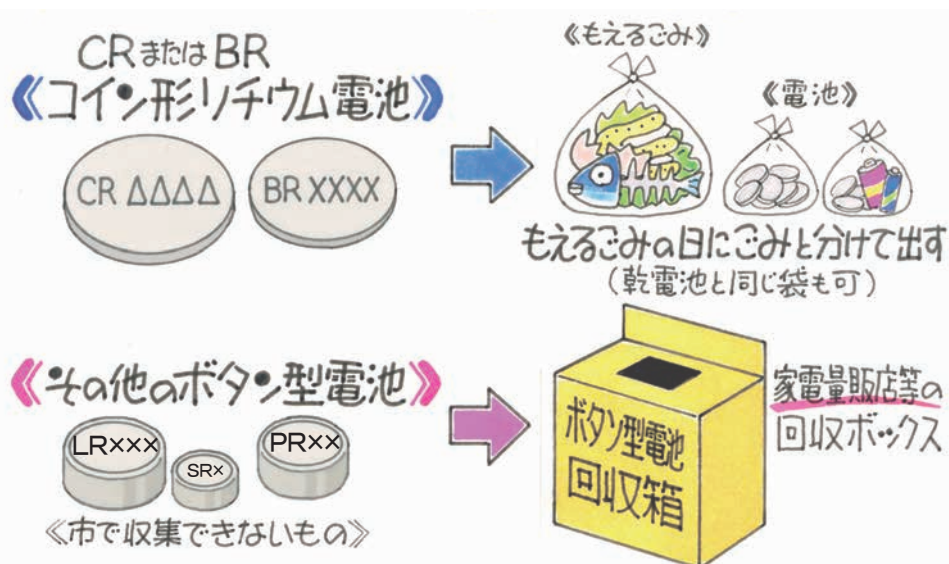 CRまたはBR
《コイン形リチウム電池》
CR △△△△
BR XXXX
《もえるごみ》
《電池》
もえるごみの日にごみと分けて出す
(乾電池と同じ袋も可)
《その他のボタン型電池》
LR×××
SR×
PR××
《市で収集できないもの》
ボタン型電池
回収箱
家電量販店等の
回収ボックス